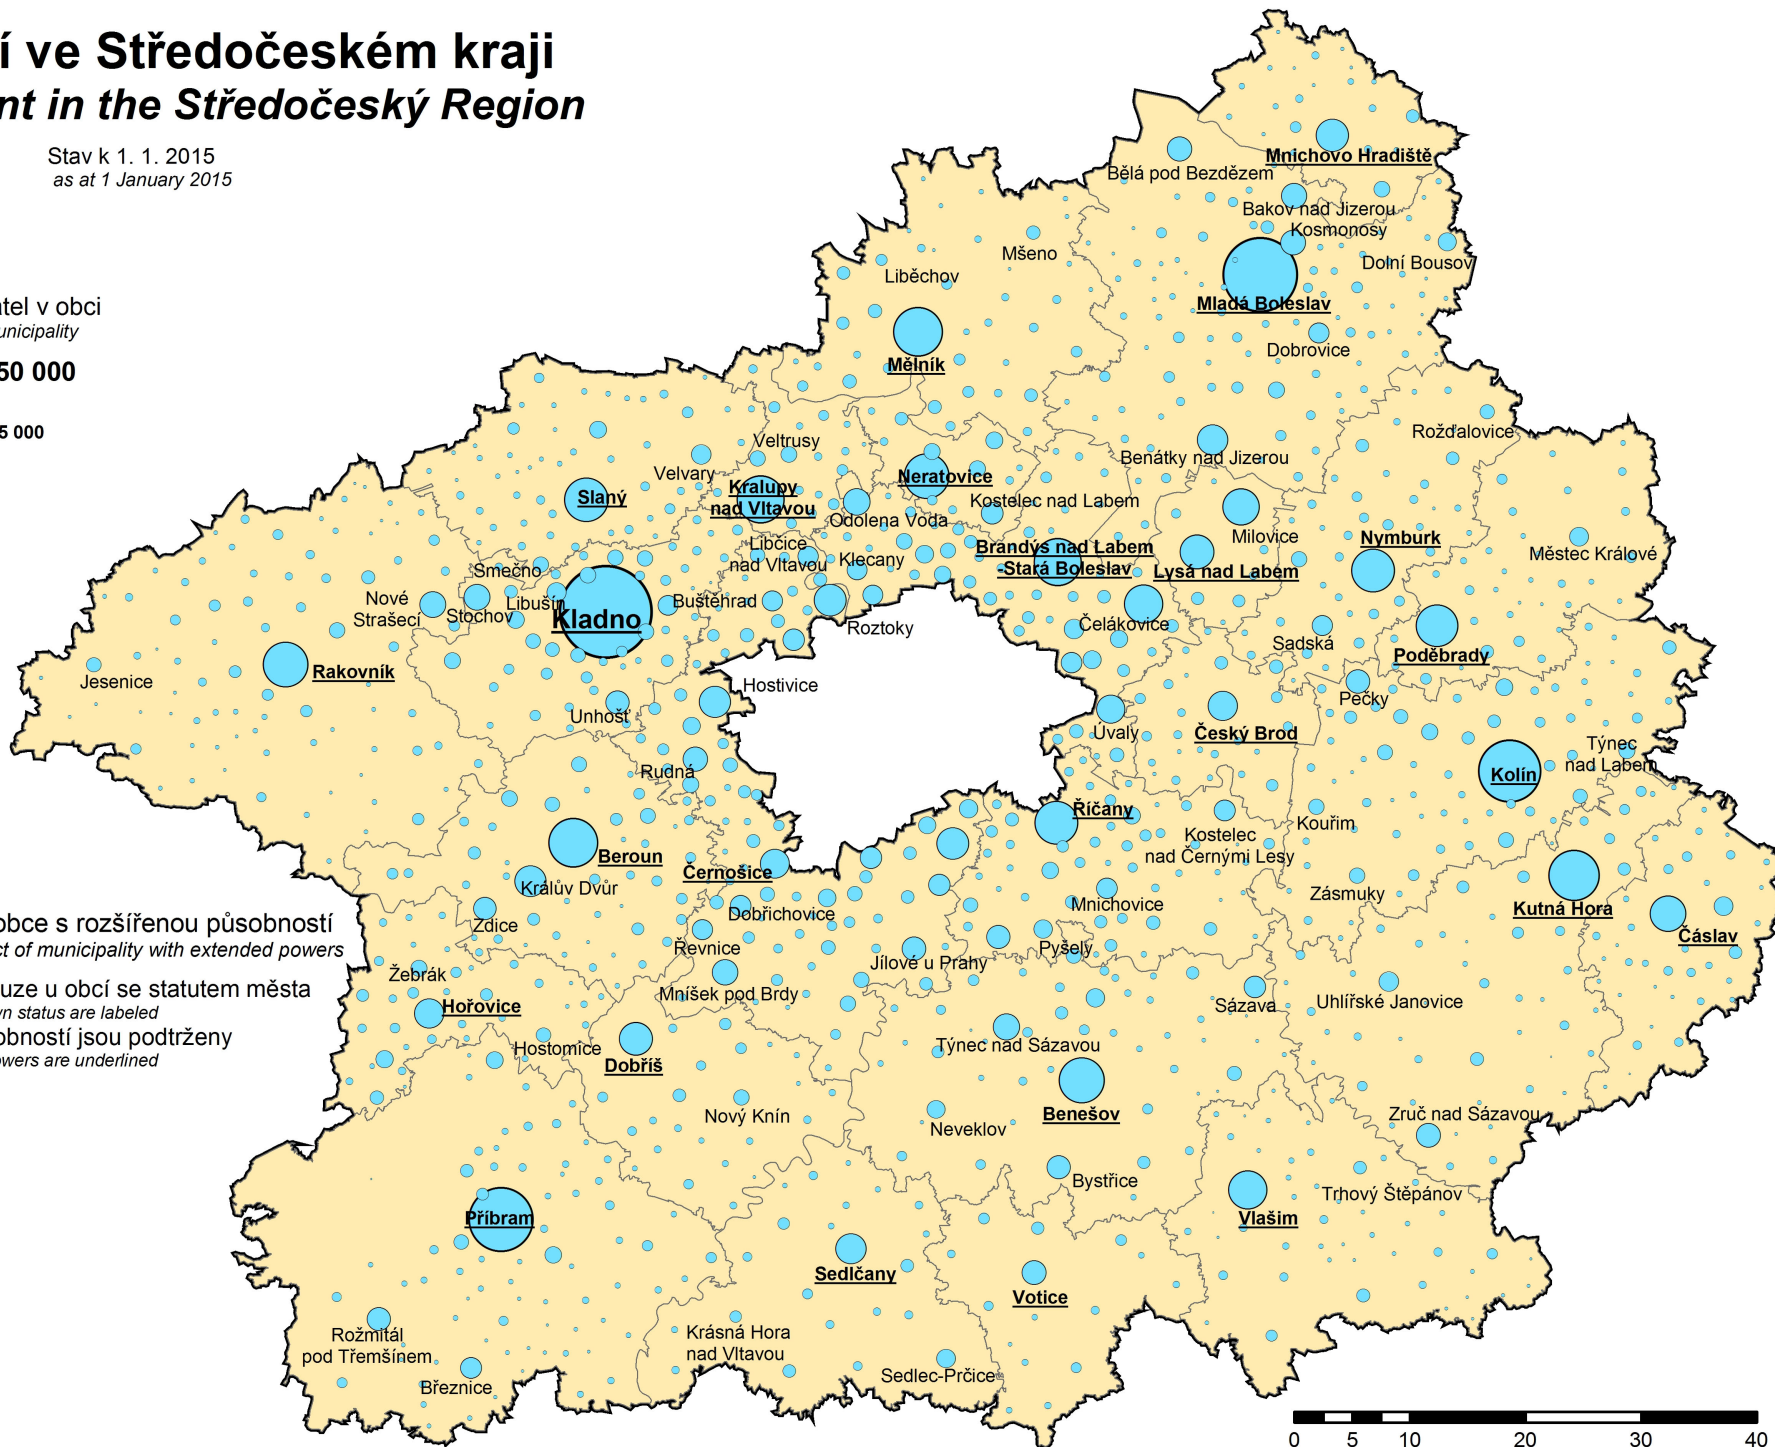 í ve Středočeském kraji
nt in the Středočeský Region
Stav k 1. 1. 2015
as at 1 January 2015
atel v obci
unicipality
50 000
5 000
obce s rozšířenou působností
ct of municipality with extended powers
uze u obcí se statutem města
wn status are labeled
obností jsou podtrženy
owers are underlined
Mnichovo Hradiště
Bělá pod Bezdězem
Bakov nad Jizerou
Kosmonosy
Mšeno
Dolní Bousov
Liběchov
Mladá Boleslav
Dobrovice
Mělník
Rožďalovice
Veltrusy
Benátky nad Jizerou
Velvary
Neratovice
Kralupy
nad Vltavou
Slaný
Kostelec nad Labem
Odolena Voda
Milovice
Nymburk
Libčice
nad Vltavou
Brandýs nad Labem
-Stará Boleslav
Městec Králové
Klecany
Smečno
Lysá nad Labem
Nové
Strašecí
Stochov
Libušín
Buštěhrad
Kladno
Roztoky
Čelákovice
Sadská
Poděbrady
Rakovník
Jesenice
Hostivice
Pečky
Unhošť
Úvaly
Český Brod
Týnec
nad Labem
Rudná
Kolín
Říčany
Kouřim
Kostelec
nad Černými Lesy
Beroun
Černošice
Králův Dvůr
Zásmuky
Mnichovice
Kutná Hora
Dobřichovice
Zdice
Čáslav
Řevnice
Pyšely
Jílové u Prahy
Žebrák
Mníšek pod Brdy
Sázava
Uhlířské Janovice
Hořovice
Hostomice
Týnec nad Sázavou
Dobříš
Nový Knín
Benešov
Zruč nad Sázavou
Neveklov
Bystřice
Trhový Štěpánov
Příbram
Vlašim
Sedlčany
Votice
Rožmitál
pod Třemšínem
Krásná Hora
nad Vltavou
Sedlec-Prčice
Březnice
0 5 10 20 30 40